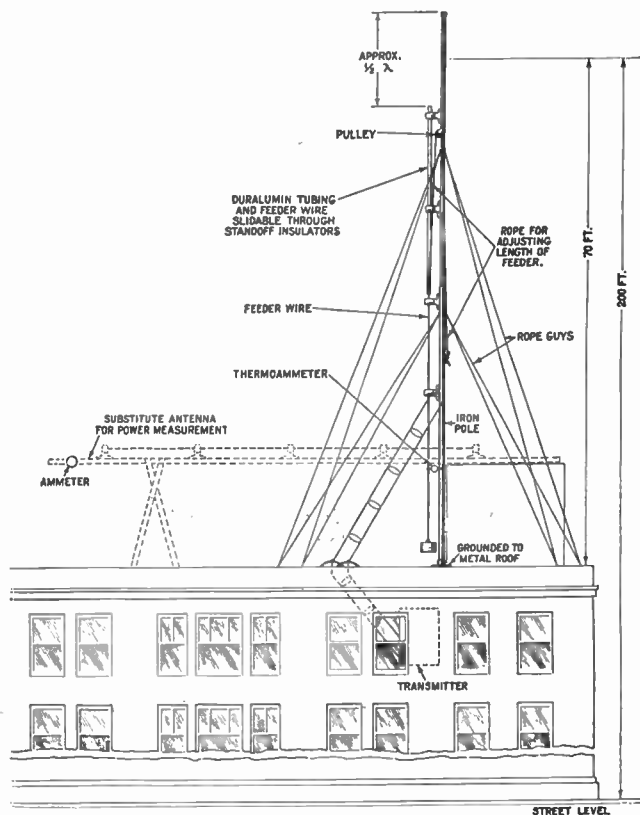 APPROX.
½ λ
PULLEY
DURALUMIN TUBING
AND FEEDER WIRE
SLIDABLE THROUGH
STANDOFF INSULATORS
ROPE FOR
ADJUSTING
LENGTH OF
FEEDER.
70 FT.
200 FT.
FEEDER WIRE
ROPE GUYS
THERMOAMMETER
SUBSTITUTE ANTENNA
FOR POWER MEASUREMENT
IRON
POLE
AMMETER
GROUNDED TO
METAL ROOF
TRANSMITTER
STREET LEVEL